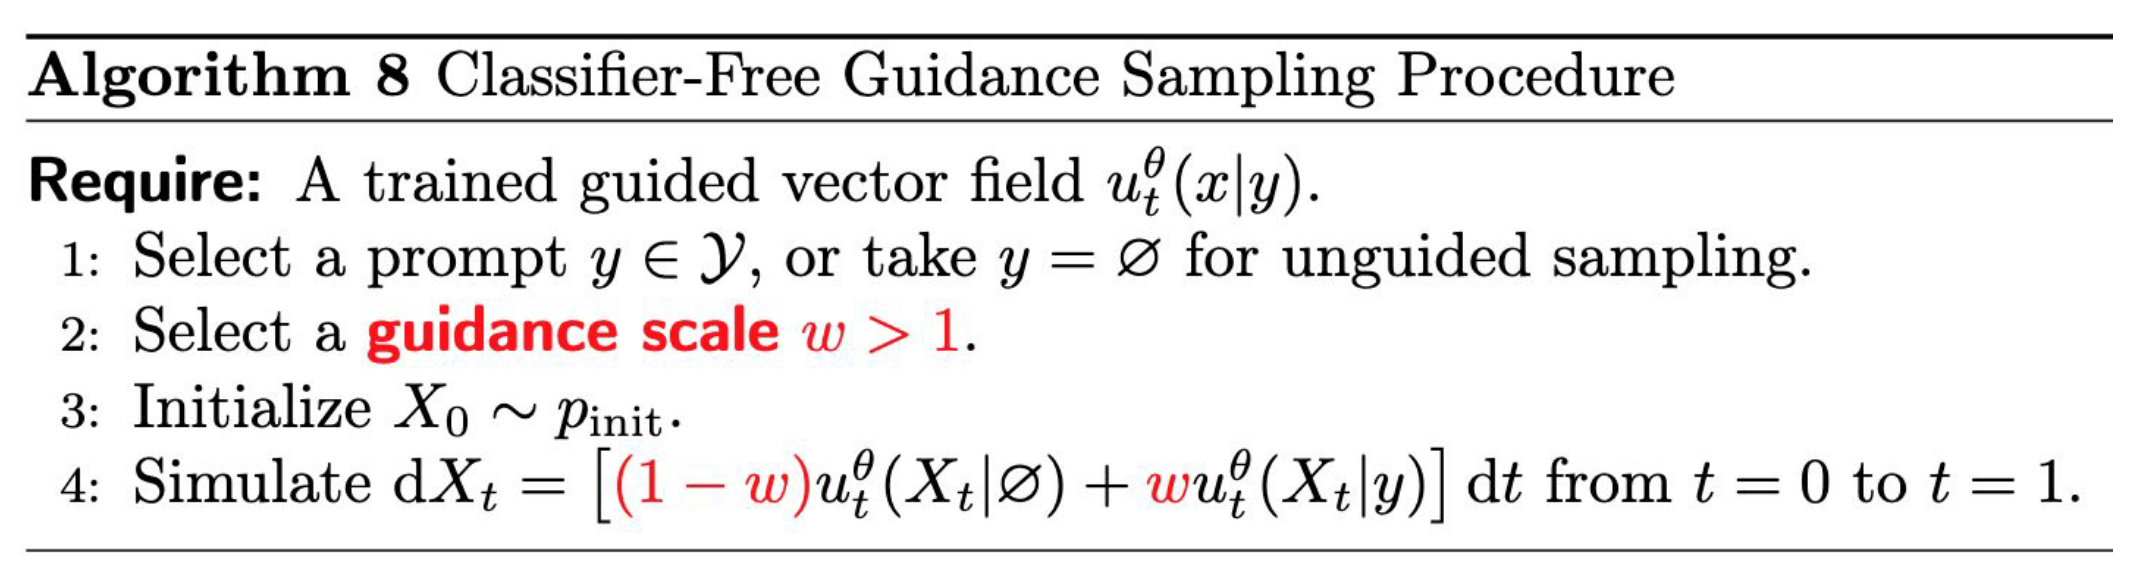 Algorithm 8 Classifier-Free Guidance Sampling Procedure
Require: A trained guided vector field $u_t^\theta(x|y)$.
1: Select a prompt $y \in \mathcal{Y}$, or take $y = \varnothing$ for unguided sampling.
2: Select a guidance scale $w > 1$.
3: Initialize $X_0 \sim p_{\text{init}}$.
4: Simulate $\mathrm{d}X_t = \left[(1 - w)u_t^\theta(X_t|\varnothing) + wu_t^\theta(X_t|y)\right] \mathrm{d}t$ from $t = 0$ to $t = 1$.